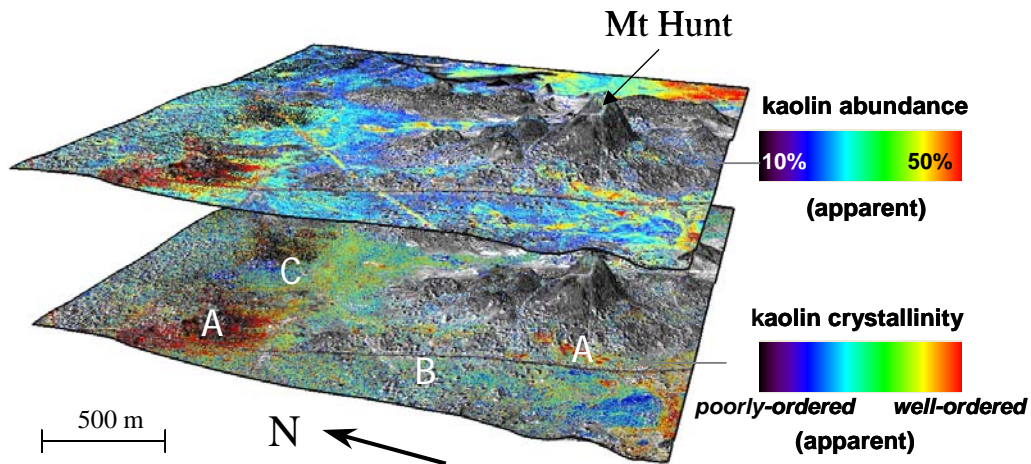 Mt Hunt
kaolin abundance
10% 50%
(apparent)
C
A
A
B
kaolin crystallinity
poorly-ordered well-ordered
(apparent)
500 m
N